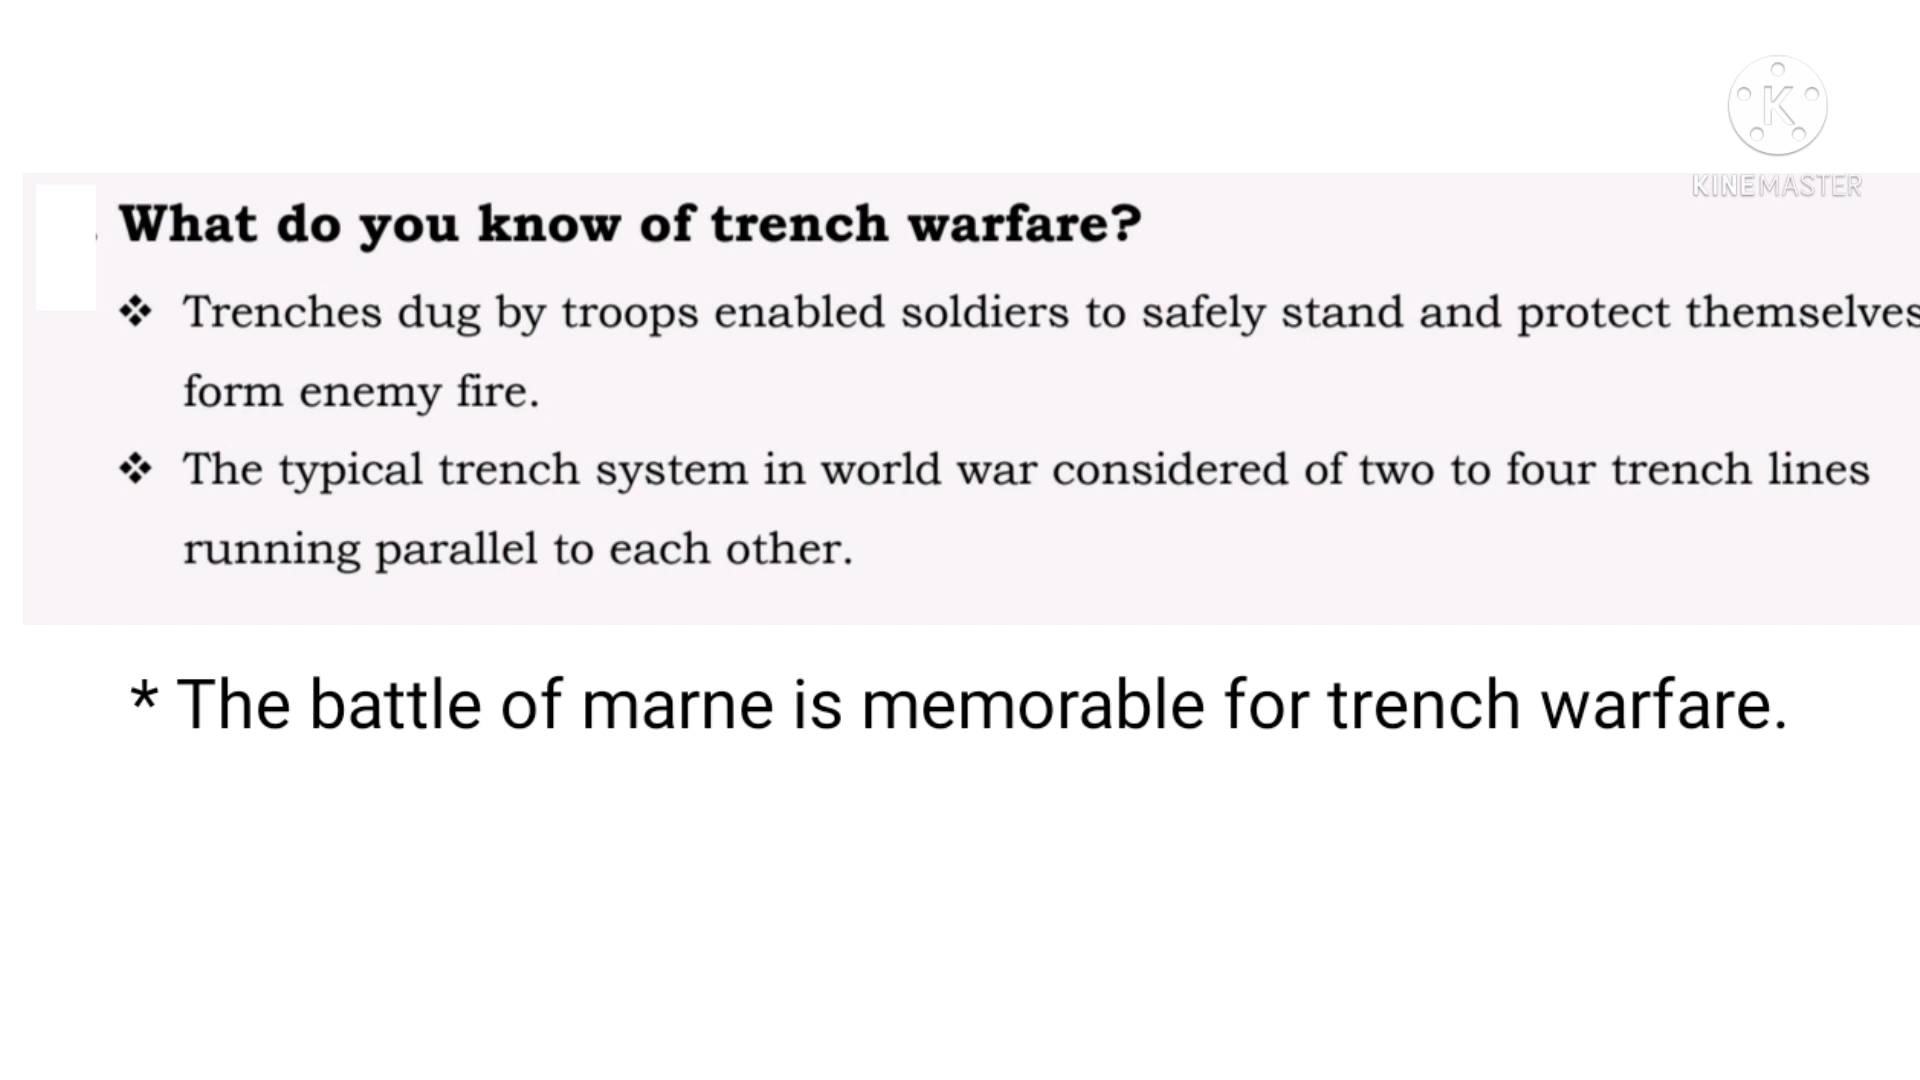 K
KINEMASTER
What do you know of trench warfare?
❖ Trenches dug by troops enabled soldiers to safely stand and protect themselves
form enemy fire.
❖ The typical trench system in world war considered of two to four trench lines
running parallel to each other.
* The battle of marne is memorable for trench warfare.